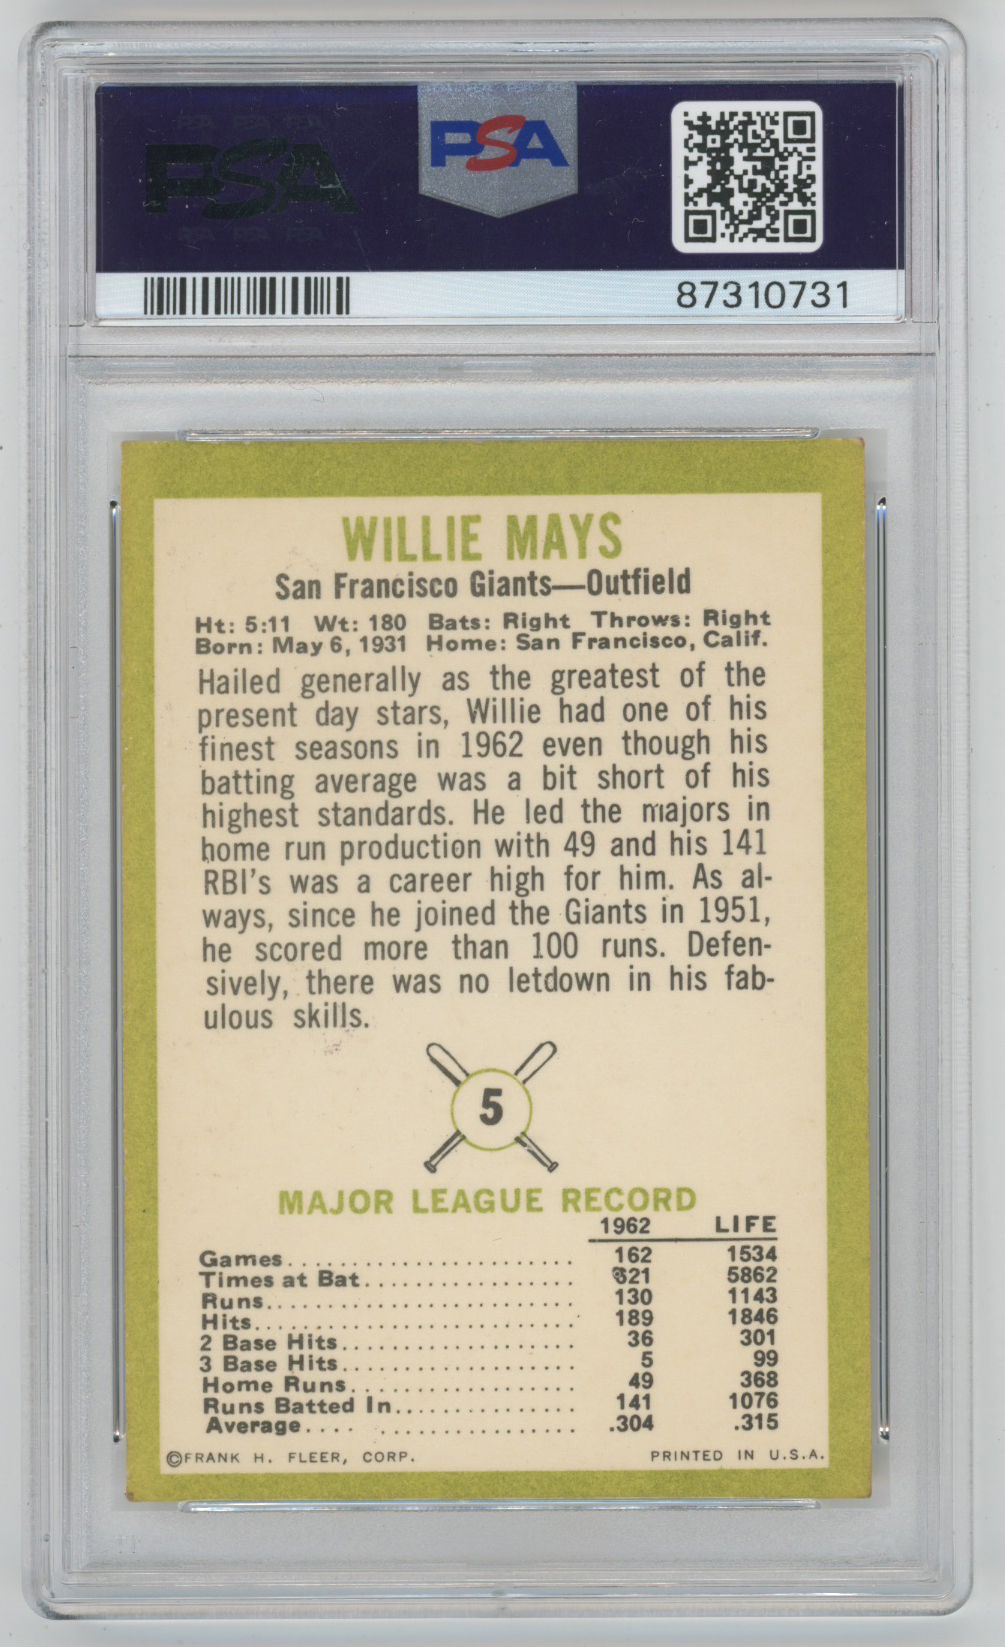 PSA PSA PSA
PSA
PSA PSA PSA
PSA
87310731
WILLIE MAYS
San Francisco Giants—Outfield
Ht: 5:11 Wt: 180 Bats: Right Throws: Right
Born: May 6, 1931 Home: San Francisco, Calif.
Hailed generally as the greatest of the
present day stars, Willie had one of his
finest seasons in 1962 even though his
batting average was a bit short of his
highest standards. He led the majors in
home run production with 49 and his 141
RBI's was a career high for him. As al-
ways, since he joined the Giants in 1951,
he scored more than 100 runs. Defen-
sively, there was no letdown in his fab-
ulous skills.
5
MAJOR LEAGUE RECORD
1962 LIFE
Games........................ 162 1534
Times at Bat.................. 621 5862
Runs.......................... 130 1143
Hits........................... 189 1846
2 Base Hits.................... 36 301
3 Base Hits.................... 5 99
Home Runs.................... 49 368
Runs Batted In................ 141 1076
Average.... ............... .304 .315
©FRANK H. FLEER, CORP. PRINTED IN U.S.A.